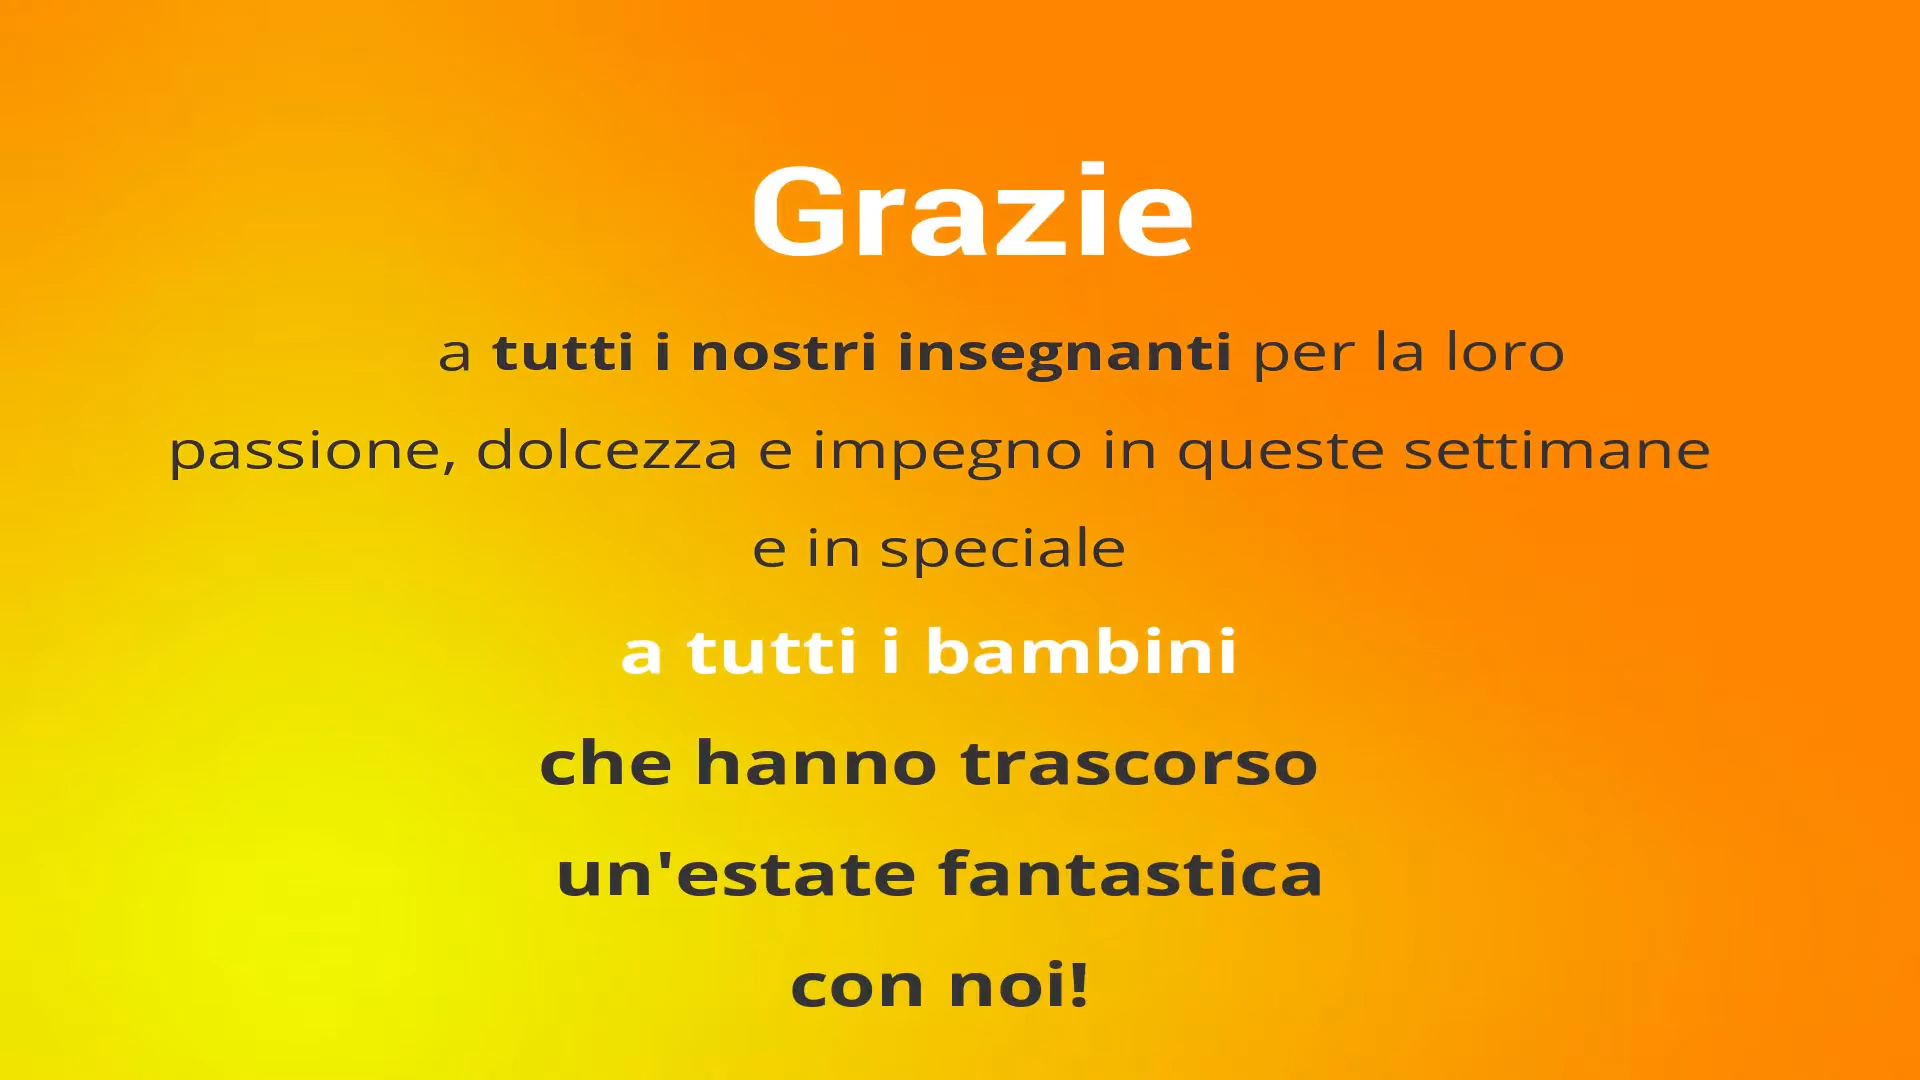 Grazie
a tutti i nostri insegnanti per la loro
passione, dolcezza e impegno in queste settimane
e in speciale
a tutti i bambini
che hanno trascorso
un'estate fantastica
con noi!